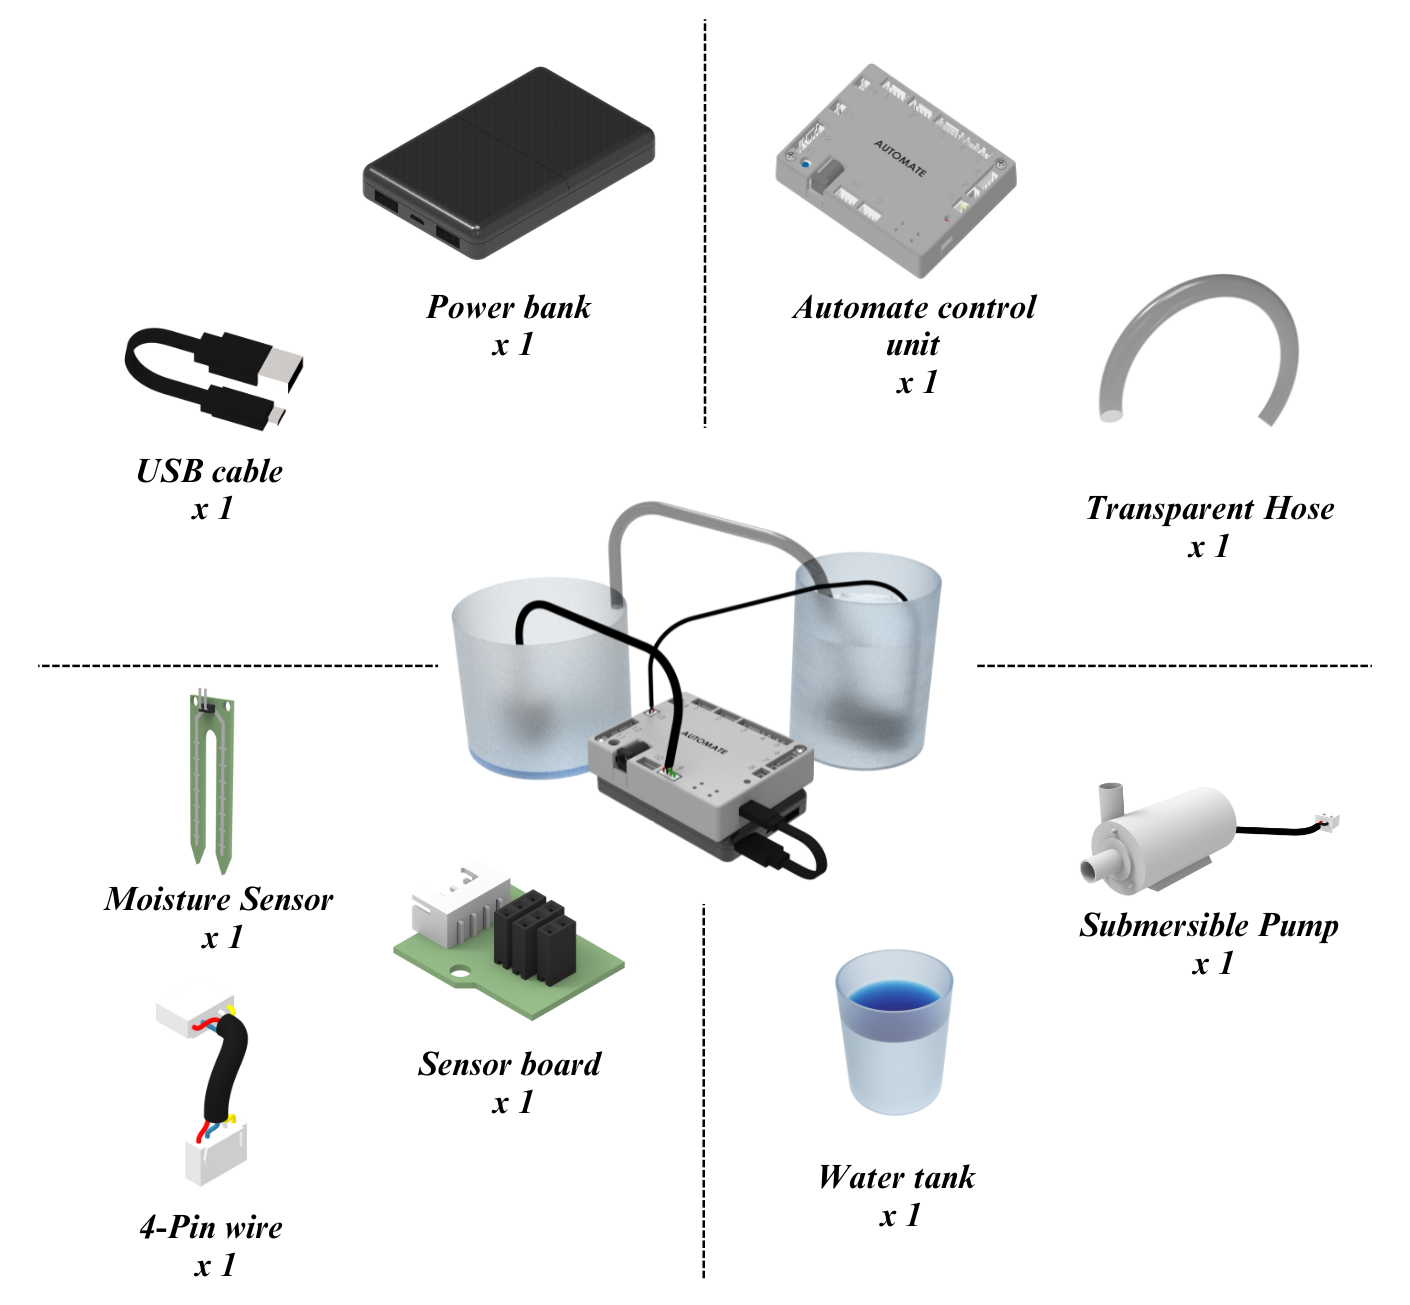 AUTOMATE
Power bank
x 1
Automate control
unit
x 1
USB cable
x 1
Transparent Hose
x 1
AUTOMATE
Moisture Sensor
x 1
Submersible Pump
x 1
Sensor board
x 1
Water tank
x 1
4-Pin wire
x 1